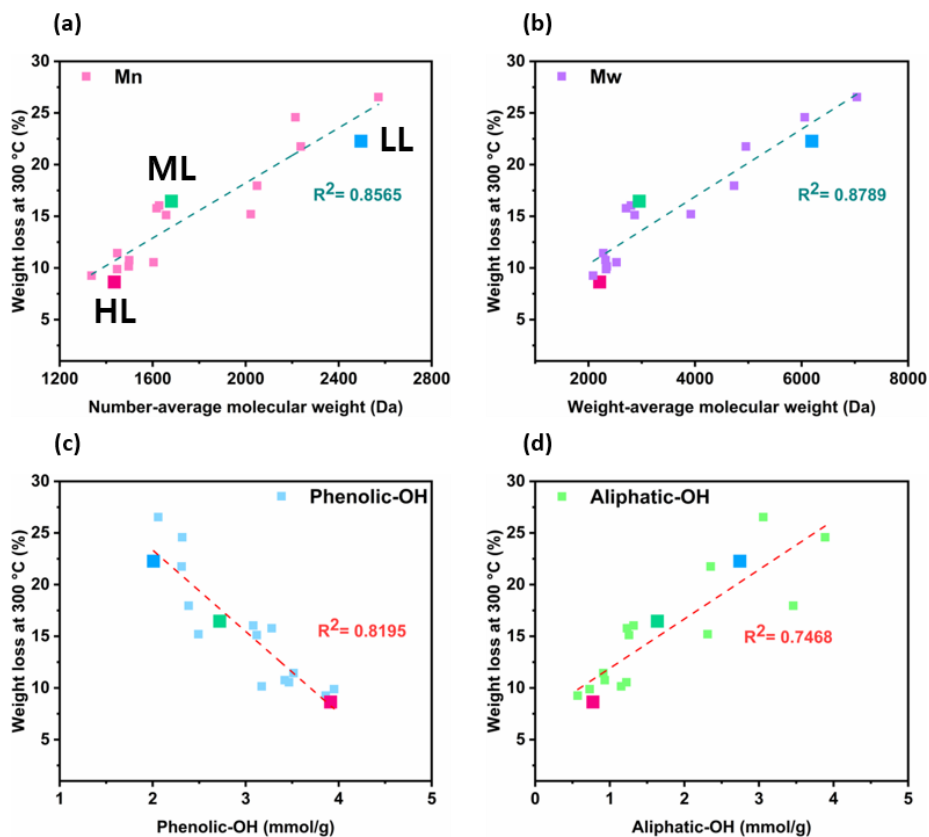 (a)
30
25
20
15
10
5
Weight loss at 300 °C (%)
Mn
ML
LL
HL
R2= 0.8565
1200 1600 2000 2400 2800
Number-average molecular weight (Da)
(b)
30
25
20
15
10
5
Weight loss at 300 °C (%)
Mw
R2= 0.8789
2000 4000 6000 8000
Weight-average molecular weight (Da)
(c)
30
25
20
15
10
5
Weight loss at 300 °C (%)
Phenolic-OH
R2= 0.8195
1 2 3 4 5
Phenolic-OH (mmol/g)
(d)
30
25
20
15
10
5
Weight loss at 300 °C (%)
Aliphatic-OH
R2= 0.7468
0 1 2 3 4 5
Aliphatic-OH (mmol/g)